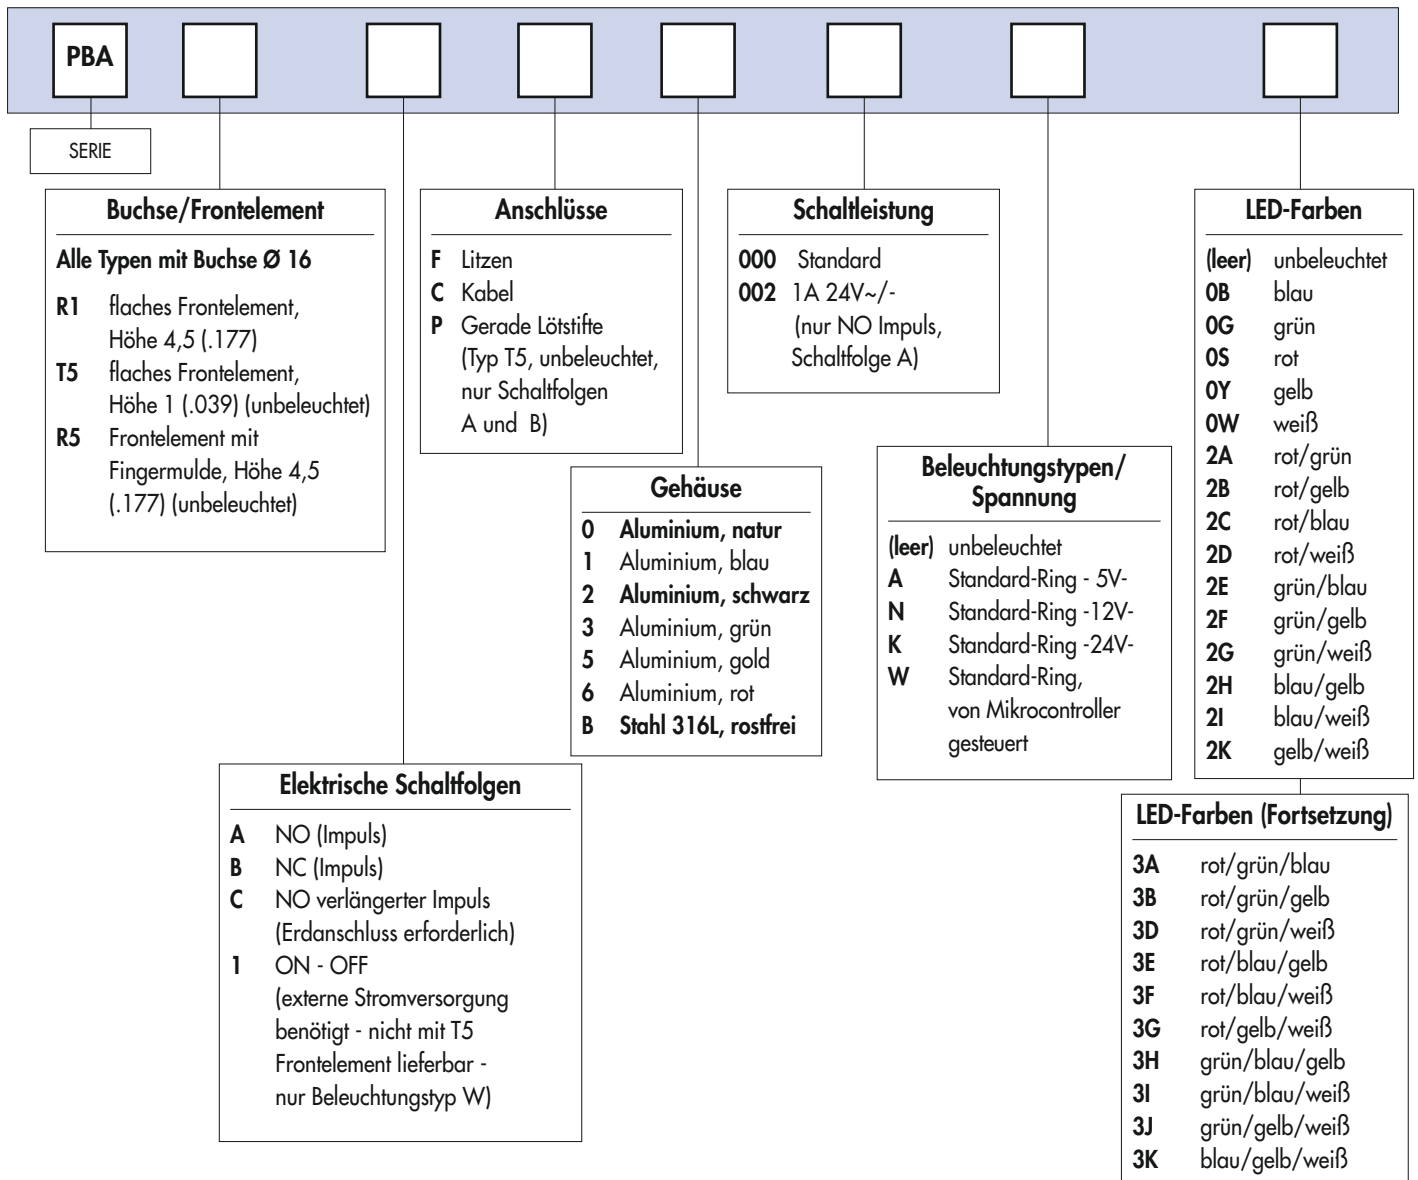 PBA
SERIE
Buchse/Frontelement
Alle Typen mit Buchse Ø 16
R1 flaches Frontelement,
Höhe 4,5 (.177)
T5 flaches Frontelement,
Höhe 1 (.039) (unbeleuchtet)
R5 Frontelement mit
Fingermulde, Höhe 4,5
(.177) (unbeleuchtet)
Elektrische Schaltfolgen
A NO (Impuls)
B NC (Impuls)
C NO verlängerter Impuls
(Erdanschluss erforderlich)
1 ON - OFF
(externe Stromversorgung
benötigt - nicht mit T5
Frontelement lieferbar -
nur Beleuchtungstyp W)
Anschlüsse
F Litzen
C Kabel
P Gerade Lötstifte
(Typ T5, unbeleuchtet,
nur Schaltfolgen
A und B)
Gehäuse
0 Aluminium, natur
1 Aluminium, blau
2 Aluminium, schwarz
3 Aluminium, grün
5 Aluminium, gold
6 Aluminium, rot
B Stahl 316L, rostfrei
Schaltleistung
000 Standard
002 1A 24V~/-
(nur NO Impuls,
Schaltfolge A)
Beleuchtungstypen/
Spannung
(leer) unbeleuchtet
A Standard-Ring - 5V-
N Standard-Ring -12V-
K Standard-Ring -24V-
W Standard-Ring,
von Mikrocontroller
gesteuert
LED-Farben
(leer) unbeleuchtet
0B blau
0G grün
0S rot
0Y gelb
0W weiß
2A rot/grün
2B rot/gelb
2C rot/blau
2D rot/weiß
2E grün/blau
2F grün/gelb
2G grün/weiß
2H blau/gelb
2I blau/weiß
2K gelb/weiß
LED-Farben (Fortsetzung)
3A rot/grün/blau
3B rot/grün/gelb
3D rot/grün/weiß
3E rot/blau/gelb
3F rot/blau/weiß
3G rot/gelb/weiß
3H grün/blau/gelb
3I grün/blau/weiß
3J grün/gelb/weiß
3K blau/gelb/weiß